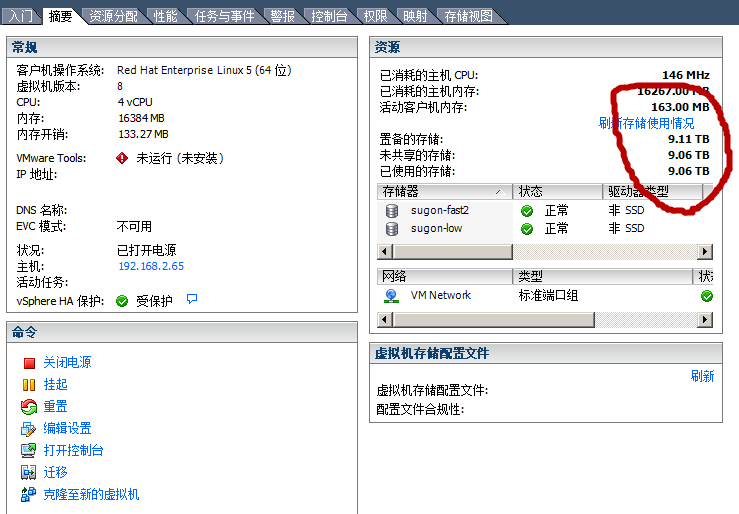 入门 摘要 资源分配 性能 任务与事件 警报 控制台 权限 映射 存储视图
常规
客户机操作系统: Red Hat Enterprise Linux 5 (64 位)
虚拟机版本: 8
CPU: 4 vCPU
内存: 16384 MB
内存开销: 133.27 MB
VMware Tools: 未运行 (未安装)
IP 地址:
DNS 名称:
EVC 模式: 不可用
状况: 已打开电源
主机: 192.168.2.65
活动任务:
vSphere HA 保护: 受保护
命令
关闭电源
挂起
重置
编辑设置
打开控制台
迁移
克隆至新的虚拟机
资源
已消耗的主机 CPU: 146 MHz
已消耗的主机内存: 16267.00 MB
活动客户机内存: 163.00 MB
刷新存储使用情况
置备的存储: 9.11 TB
未共享的存储: 9.06 TB
已使用的存储: 9.06 TB
存储器 状态 驱动器类型
sugon-fast2 正常 非 SSD
sugon-low 正常 非 SSD
网络 类型 状
VM Network 标准端口组
虚拟机存储配置文件
刷新
虚拟机存储配置文件:
配置文件合规性: